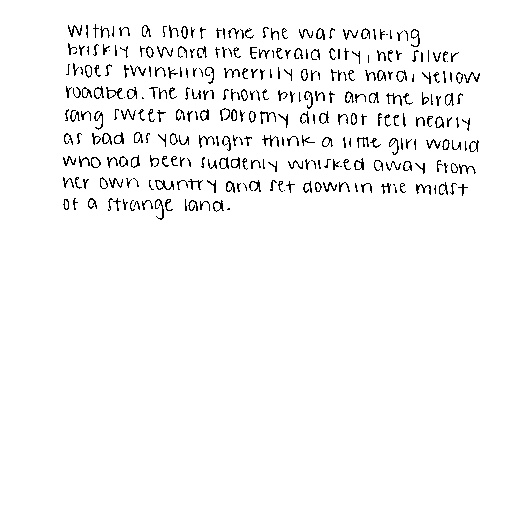 Within a short time she was walking
briskly toward the Emerald City, her silver
shoes twinkling merrily on the hard, yellow
roadbed. The sun shone bright and the birds
sang sweet and Dorothy did not feel nearly
as bad as you might think a little girl would
who had been suddenly whisked away from
her own country and set down in the midst
of a strange land.